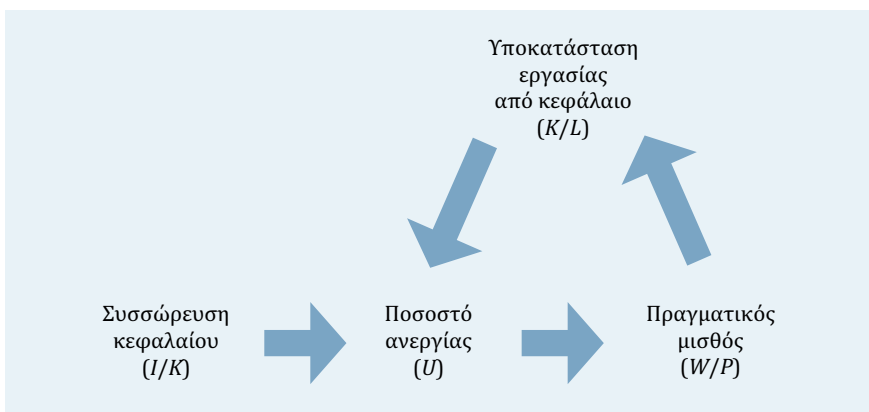 Υποκατάσταση
εργασίας
από κεφάλαιο
(K/L)
Συσσώρευση
κεφαλαίου
(I/K)
Ποσοστό
ανεργίας
(U)
Πραγματικός
μισθός
(W/P)